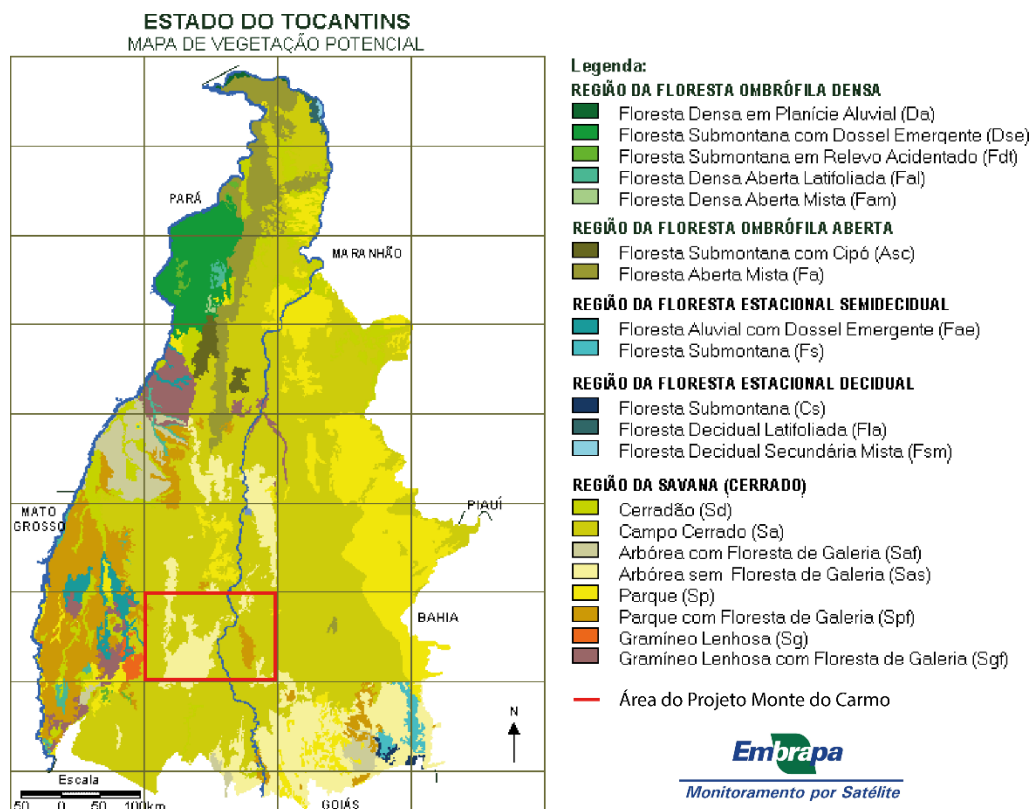 ESTADO DO TOCANTINS
MAPA DE VEGETAÇÃO POTENCIAL
PARÁ
MARANHÃO
MATO
GROSSO
PIAUÍ
BAHIA
GOIÁS
N
Escala
50 0 50 100km
Legenda:
REGIÃO DA FLORESTA OMBRÓFILA DENSA
Floresta Densa em Planície Aluvial (Da)
Floresta Submontana com Dossel Emergente (Dse)
Floresta Submontana em Relevo Acidentado (Fdt)
Floresta Densa Aberta Latifoliada (Fal)
Floresta Densa Aberta Mista (Fam)
REGIÃO DA FLORESTA OMBRÓFILA ABERTA
Floresta Submontana com Cipó (Asc)
Floresta Aberta Mista (Fa)
REGIÃO DA FLORESTA ESTACIONAL SEMIDECIDUAL
Floresta Aluvial com Dossel Emergente (Fae)
Floresta Submontana (Fs)
REGIÃO DA FLORESTA ESTACIONAL DECIDUAL
Floresta Submontana (Cs)
Floresta Decidual Latifoliada (Fla)
Floresta Decidual Secundária Mista (Fsm)
REGIÃO DA SAVANA (CERRADO)
Cerradão (Sd)
Campo Cerrado (Sa)
Arbórea com Floresta de Galeria (Saf)
Arbórea sem Floresta de Galeria (Sas)
Parque (Sp)
Parque com Floresta de Galeria (Spf)
Gramíneo Lenhosa (Sg)
Gramíneo Lenhosa com Floresta de Galeria (Sgf)
Área do Projeto Monte do Carmo
Embrapa
Monitoramento por Satélite